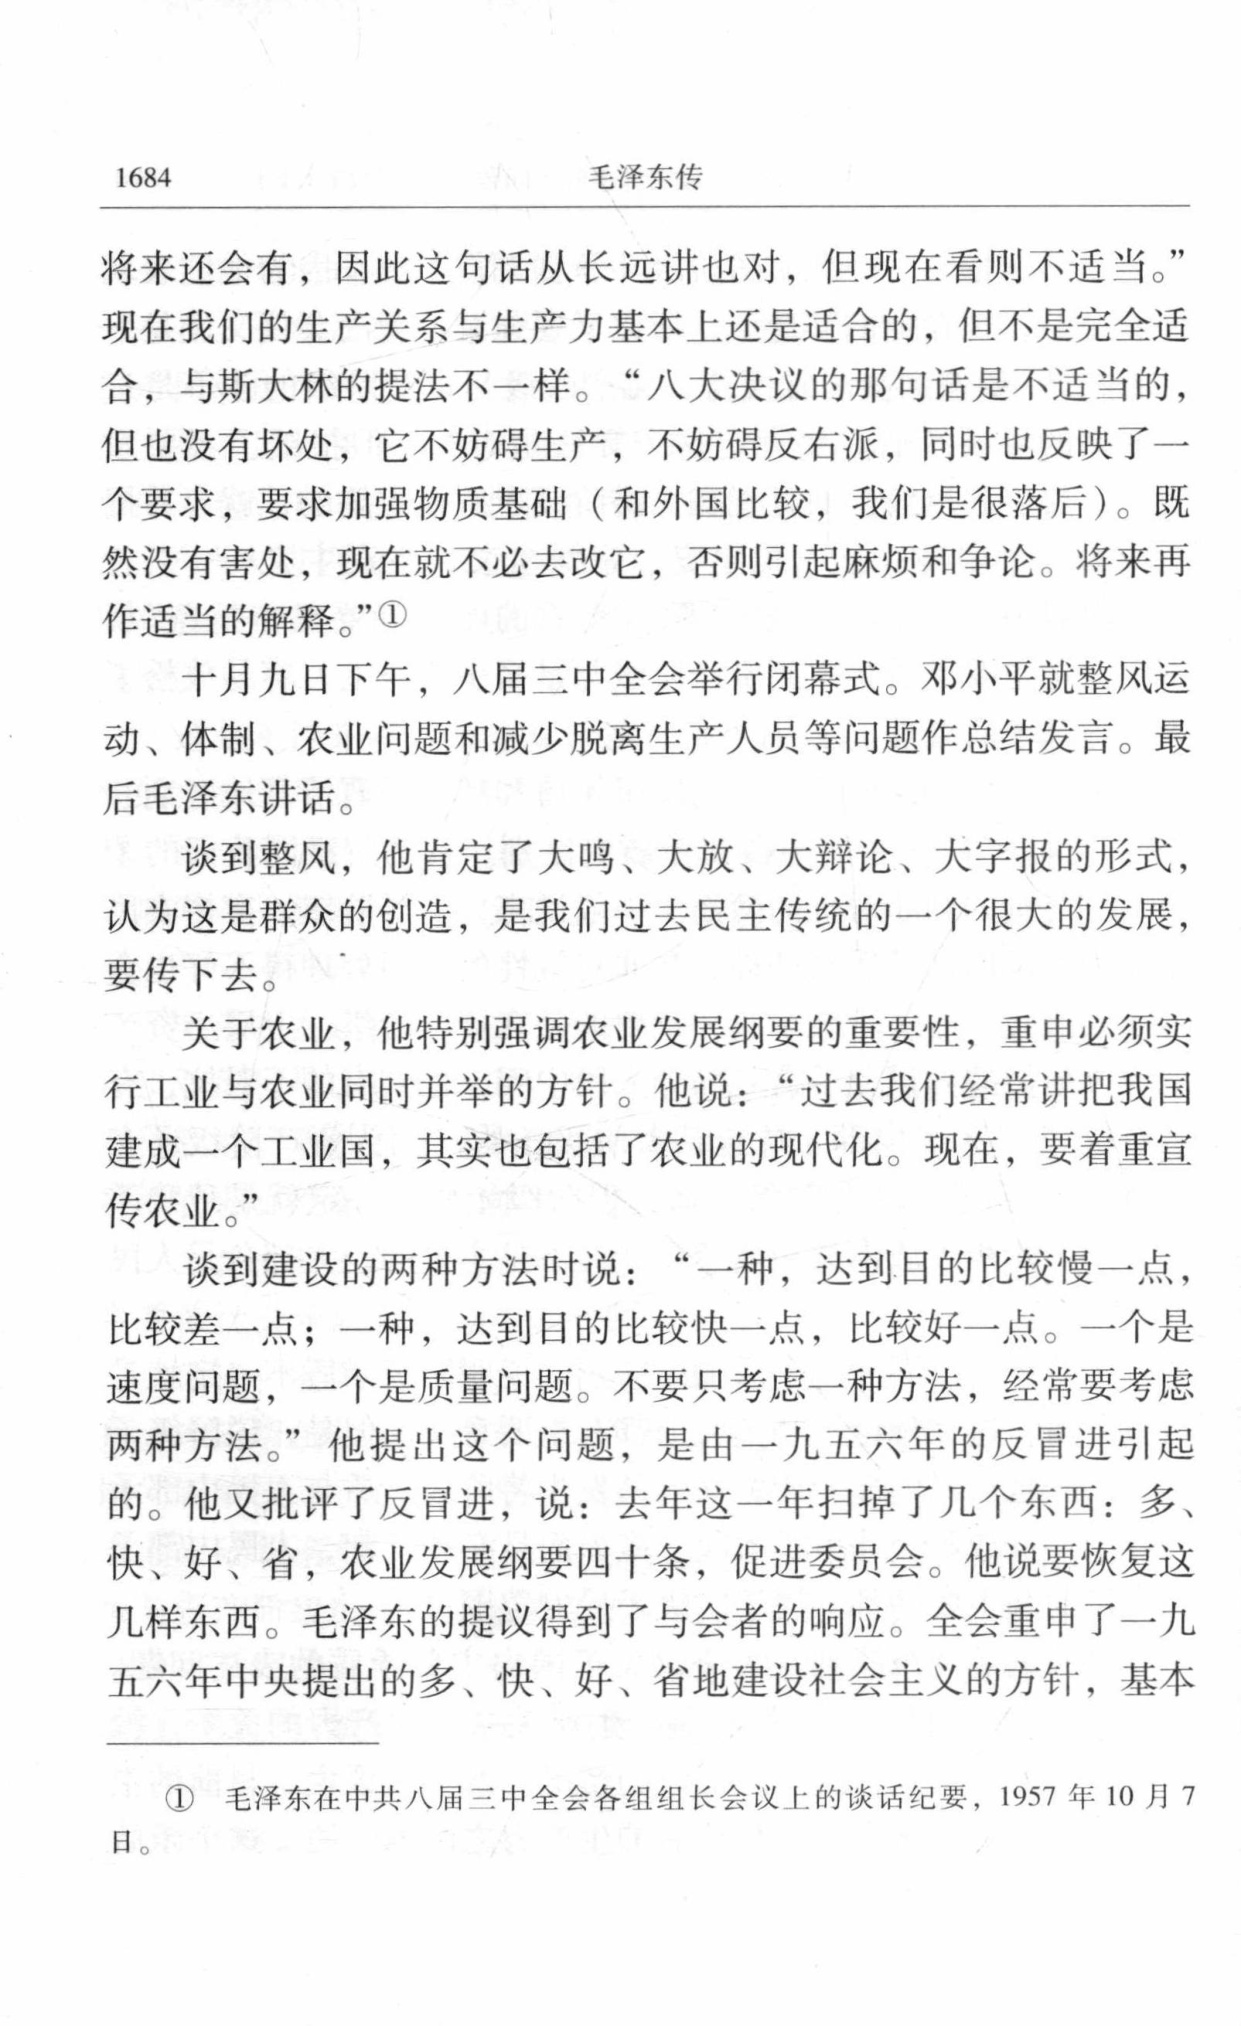 1684
毛泽东传
将来还会有，因此这句话从长远讲也对，但现在看则不适当。”
现在我们的生产关系与生产力基本上还是适合的，但不是完全适
合，与斯大林的提法不一样。“八大决议的那句话是不适当的，
但也没有坏处，它不妨碍生产，不妨碍反右派，同时也反映了一
个要求，要求加强物质基础（和外国比较，我们是很落后）。既
然没有害处，现在就不必去改它，否则引起麻烦和争论。将来再
作适当的解释。”①
十月九日下午，八届三中全会举行闭幕式。邓小平就整风运
动、体制、农业问题和减少脱离生产人员等问题作总结发言。最
后毛泽东讲话。
谈到整风，他肯定了大鸣、大放、大辩论、大字报的形式，
认为这是群众的创造，是我们过去民主传统的一个很大的发展，
要传下去。
关于农业，他特别强调农业发展纲要的重要性，重申必须实
行工业与农业同时并举的方针。他说：“过去我们经常讲把我国
建成一个工业国，其实也包括了农业的现代化。现在，要着重宣
传农业。”
谈到建设的两种方法时说：“一种，达到目的比较慢一点，
比较差一点；一种，达到目的比较快一点，比较好一点。一个是
速度问题，一个是质量问题。不要只考虑一种方法，经常要考虑
两种方法。”他提出这个问题，是由一九五六年的反冒进引起
的。他又批评了反冒进，说：去年这一年扫掉了几个东西：多、
快、好、省，农业发展纲要四十条，促进委员会。他说要恢复这
几样东西。毛泽东的提议得到了与会者的响应。全会重申了一九
五六年中央提出的多、快、好、省地建设社会主义的方针，基本
① 毛泽东在中共八届三中全会各组组长会议上的谈话纪要，1957 年 10 月 7
日。